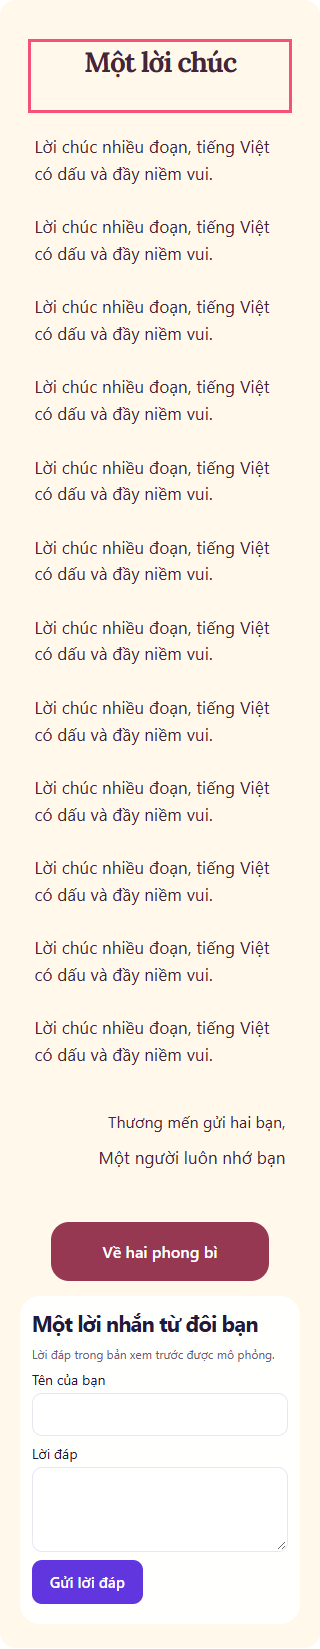 Một lời chúc
Lời chúc nhiều đoạn, tiếng Việt
có dấu và đầy niềm vui.
Lời chúc nhiều đoạn, tiếng Việt
có dấu và đầy niềm vui.
Lời chúc nhiều đoạn, tiếng Việt
có dấu và đầy niềm vui.
Lời chúc nhiều đoạn, tiếng Việt
có dấu và đầy niềm vui.
Lời chúc nhiều đoạn, tiếng Việt
có dấu và đầy niềm vui.
Lời chúc nhiều đoạn, tiếng Việt
có dấu và đầy niềm vui.
Lời chúc nhiều đoạn, tiếng Việt
có dấu và đầy niềm vui.
Lời chúc nhiều đoạn, tiếng Việt
có dấu và đầy niềm vui.
Lời chúc nhiều đoạn, tiếng Việt
có dấu và đầy niềm vui.
Lời chúc nhiều đoạn, tiếng Việt
có dấu và đầy niềm vui.
Lời chúc nhiều đoạn, tiếng Việt
có dấu và đầy niềm vui.
Lời chúc nhiều đoạn, tiếng Việt
có dấu và đầy niềm vui.
Thương mến gửi hai bạn,
Một người luôn nhớ bạn
Về hai phong bì
Một lời nhắn từ đôi bạn
Lời đáp trong bản xem trước được mô phỏng.
Tên của bạn
Lời đáp
Gửi lời đáp